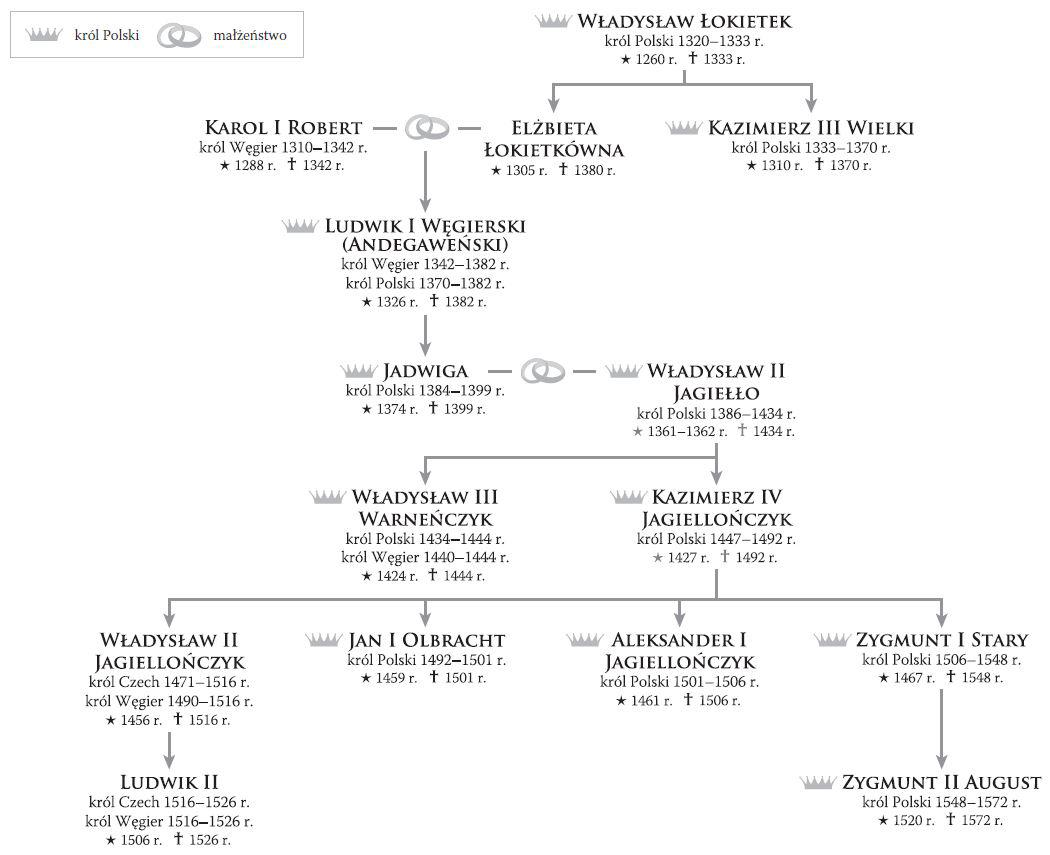 król Polski małżeństwo
WŁADYSŁAW ŁOKIETEK
król Polski 1320–1333 r.
★ 1260 r. ✝ 1333 r.
KAROL I ROBERT
król Węgier 1310–1342 r.
★ 1288 r. ✝ 1342 r.
ELŻBIETA
ŁOKIETKÓWNA
★ 1305 r. ✝ 1380 r.
KAZIMIERZ III WIELKI
król Polski 1333–1370 r.
★ 1310 r. ✝ 1370 r.
LUDWIK I WĘGIERSKI
(ANDEGAWEŃSKI)
król Węgier 1342–1382 r.
król Polski 1370–1382 r.
★ 1326 r. ✝ 1382 r.
JADWIGA
król Polski 1384–1399 r.
★ 1374 r. ✝ 1399 r.
WŁADYSŁAW II
JAGIEŁŁO
król Polski 1386–1434 r.
★ 1361–1362 r. ✝ 1434 r.
WŁADYSŁAW III
WARNEŃCZYK
król Polski 1434–1444 r.
król Węgier 1440–1444 r.
★ 1424 r. ✝ 1444 r.
KAZIMIERZ IV
JAGIELLOŃCZYK
król Polski 1447–1492 r.
★ 1427 r. ✝ 1492 r.
WŁADYSŁAW II
JAGIELLOŃCZYK
król Czech 1471–1516 r.
król Węgier 1490–1516 r.
★ 1456 r. ✝ 1516 r.
JAN I OLBRACHT
król Polski 1492–1501 r.
★ 1459 r. ✝ 1501 r.
ALEKSANDER I
JAGIELLOŃCZYK
król Polski 1501–1506 r.
★ 1461 r. ✝ 1506 r.
ZYGMUNT I STARY
król Polski 1506–1548 r.
★ 1467 r. ✝ 1548 r.
LUDWIK II
król Czech 1516–1526 r.
król Węgier 1516–1526 r.
★ 1506 r. ✝ 1526 r.
ZYGMUNT II AUGUST
król Polski 1548–1572 r.
★ 1520 r. ✝ 1572 r.